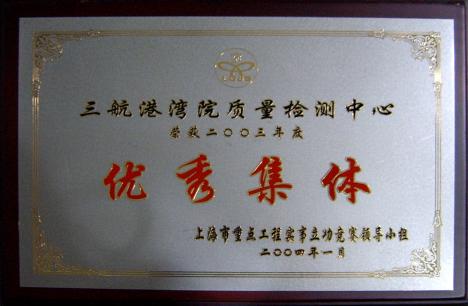 三航港湾院质量检测中心
荣获二〇〇三年度
优秀集体
上海市重点工程实事立功竞赛领导小组
二〇〇四年一月